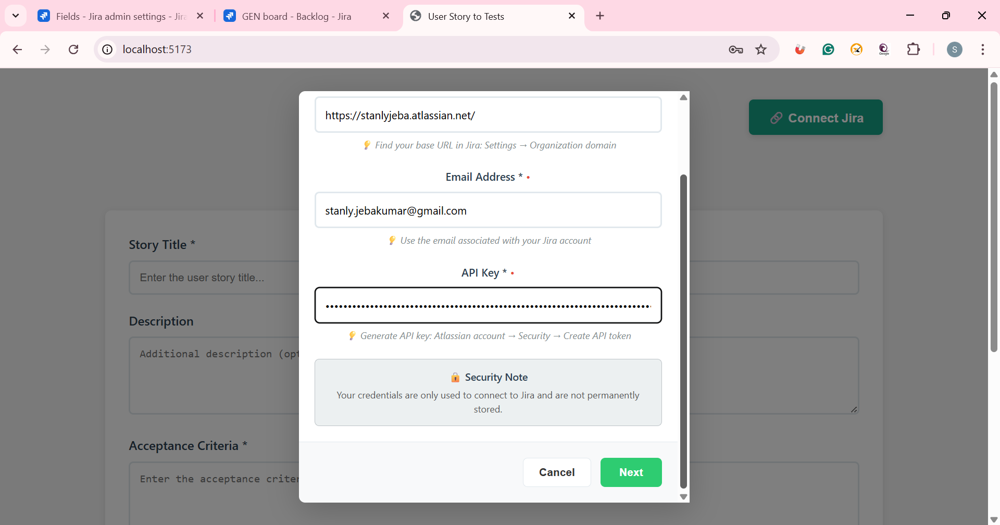 Fields - Jira admin settings - Jira
GEN board - Backlog - Jira
User Story to Tests
localhost:5173
S
🔗 Connect Jira
https://stanlyjeba.atlassian.net/
💡 Find your base URL in Jira: Settings → Organization domain
Email Address * •
stanly.jebakumar@gmail.com
💡 Use the email associated with your Jira account
API Key * •
💡 Generate API key: Atlassian account → Security → Create API token
🔒 Security Note
Your credentials are only used to connect to Jira and are not permanently
stored.
Cancel
Next
Story Title *
Enter the user story title...
Description
Additional description (opt
Acceptance Criteria *
Enter the acceptance criter